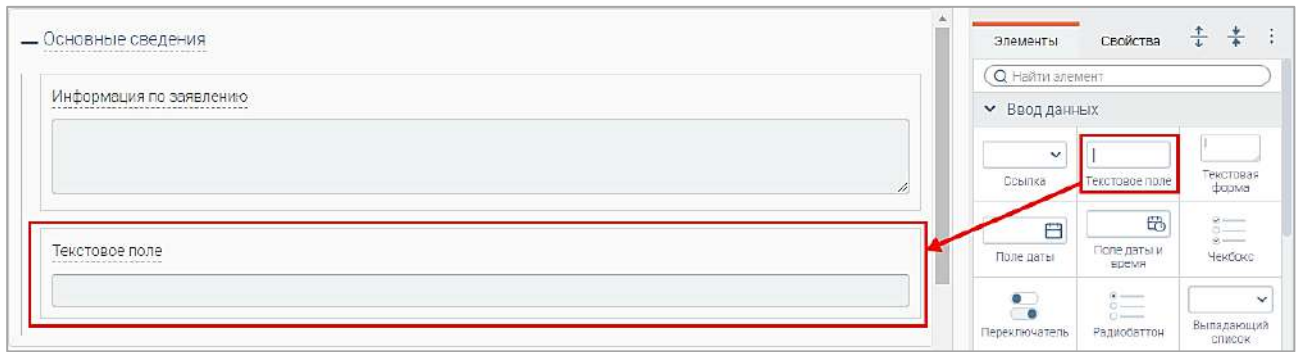 Основные сведения
Информация по заявлению
Текстовое поле
Элементы Свойства
Найти элемент
Ввод данных
Ссылка Текстовое поле Текстовая форма
Поле даты Поле даты и время Чекбокс
Переключатель Радиобаттон Выпадающий список